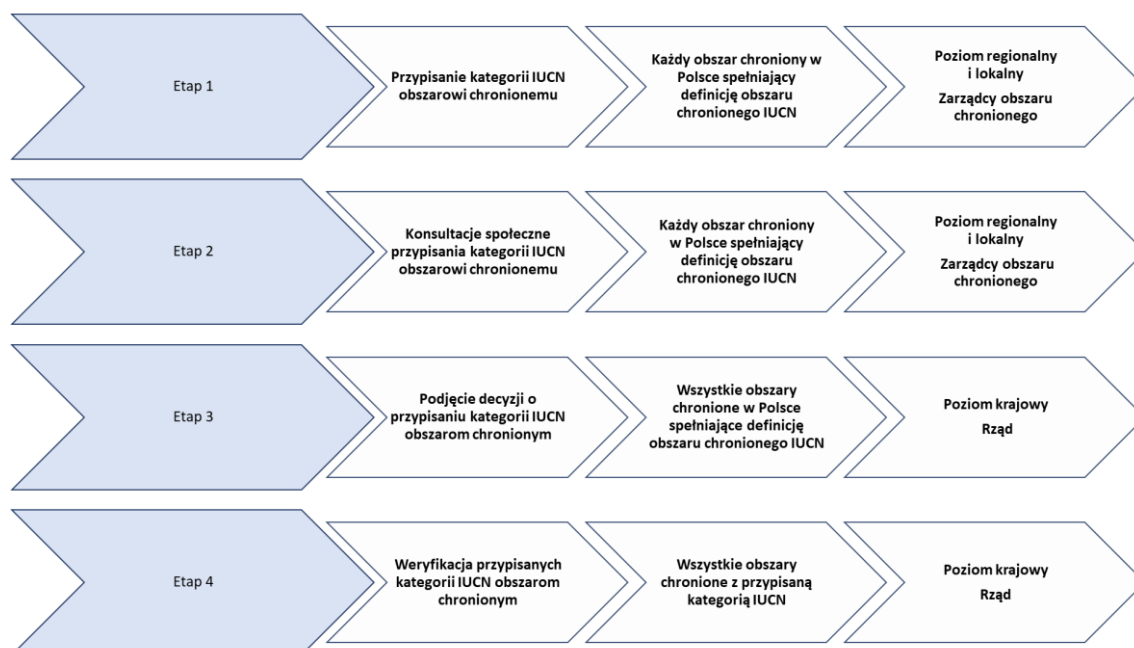 Etap 1
Przypisanie kategorii IUCN
obszarowi chronionemu
Każdy obszar chroniony w
Polsce spełniający
definicję obszaru
chronionego IUCN
Poziom regionalny
i lokalny
Zarządcy obszaru
chronionego
Etap 2
Konsultacje społeczne
przypisania kategorii IUCN
obszarowi chronionemu
Każdy obszar chroniony
w Polsce spełniający
definicję obszaru
chronionego IUCN
Poziom regionalny
i lokalny
Zarządcy obszaru
chronionego
Etap 3
Podjęcie decyzji o
przypisaniu kategorii IUCN
obszarom chronionym
Wszystkie obszary
chronione w Polsce
spełniające definicję
obszaru chronionego IUCN
Poziom krajowy
Rząd
Etap 4
Weryfikacja przypisanych
kategorii IUCN obszarom
chronionym
Wszystkie obszary
chronione z przypisaną
kategorią IUCN
Poziom krajowy
Rząd